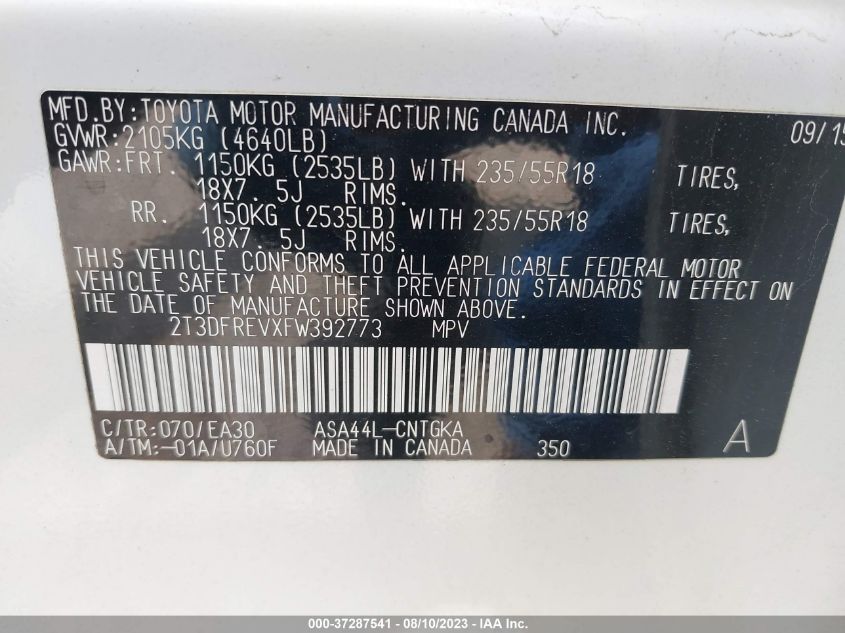 MFD.BY:TOYOTA MOTOR MANUFACTURING CANADA INC. 09/15
GVWR:2105KG (4640LB)
GAWR:FRT. 1150KG (2535LB) WITH 235/55R18 TIRES,
18X7.5J RIMS.
RR. 1150KG (2535LB) WITH 235/55R18 TIRES,
18X7.5J RIMS.
THIS VEHICLE CONFORMS TO ALL APPLICABLE FEDERAL MOTOR
VEHICLE SAFETY AND THEFT PREVENTION STANDARDS IN EFFECT ON
THE DATE OF MANUFACTURE SHOWN ABOVE.
2T3DFREVXFW392773 MPV
C/TR:070/EA30 ASA44L-CNTGKA A
A/TM:-01A/U760F MADE IN CANADA 350
000-37287541 - 08/10/2023 - IAA Inc.